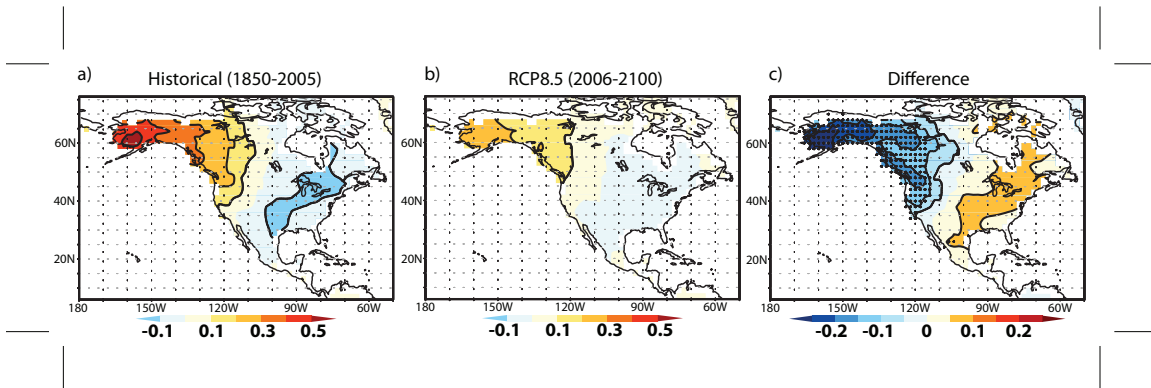 a) Historical (1850-2005)
b) RCP8.5 (2006-2100)
c) Difference
60N 60N 60N
40N 40N 40N
20N 20N 20N
180 150W 120W 90W 60W 180 150W 120W 90W 60W 180 150W 120W 90W 60W
-0.1 0.1 0.3 0.5 -0.1 0.1 0.3 0.5 -0.2 -0.1 0 0.1 0.2